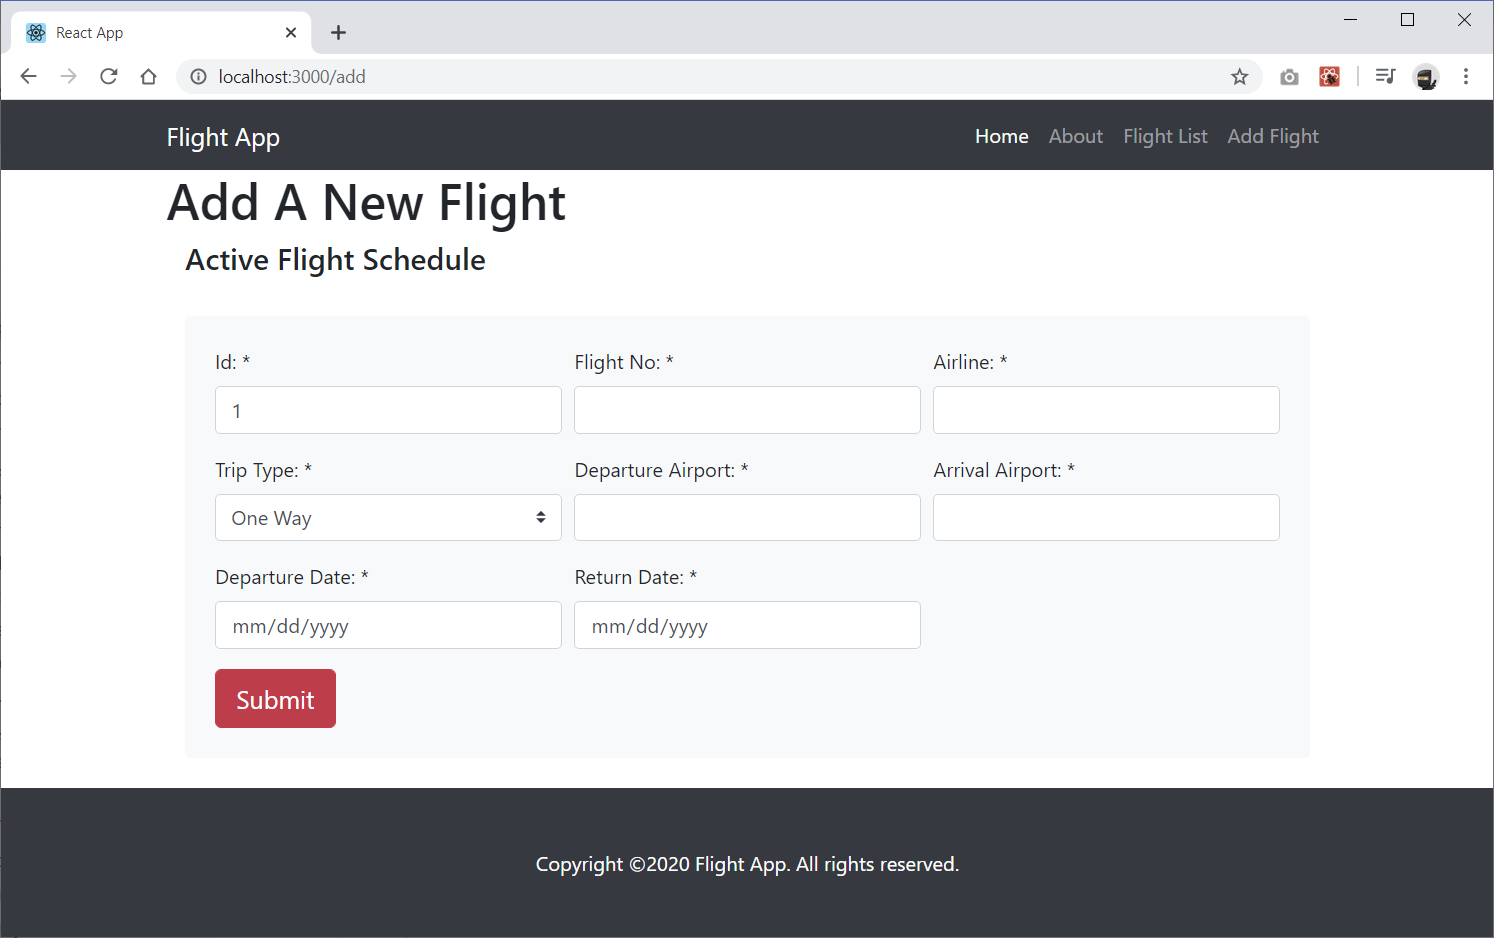 React App
localhost:3000/add
Flight App Home About Flight List Add Flight
Add A New Flight
Active Flight Schedule
Id: * Flight No: * Airline: *
1
Trip Type: * Departure Airport: * Arrival Airport: *
One Way
Departure Date: * Return Date: *
mm/dd/yyyy mm/dd/yyyy
Submit
Copyright ©2020 Flight App. All rights reserved.